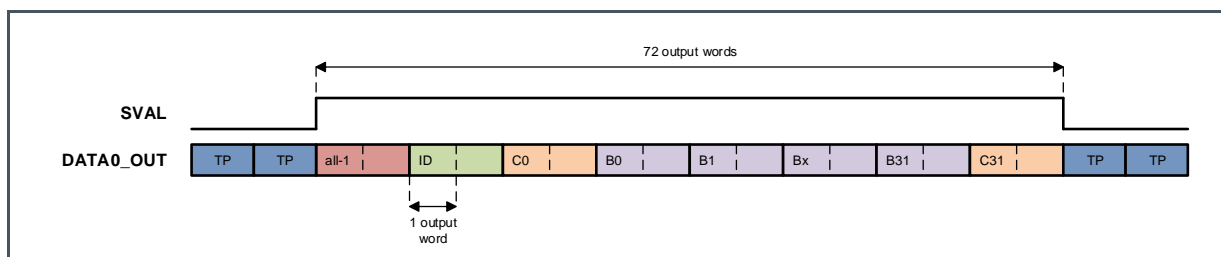 72 output words
SVAL
DATA0_OUT TP TP all-1 ID C0 B0 B1 Bx B31 C31 TP TP
1 output
word